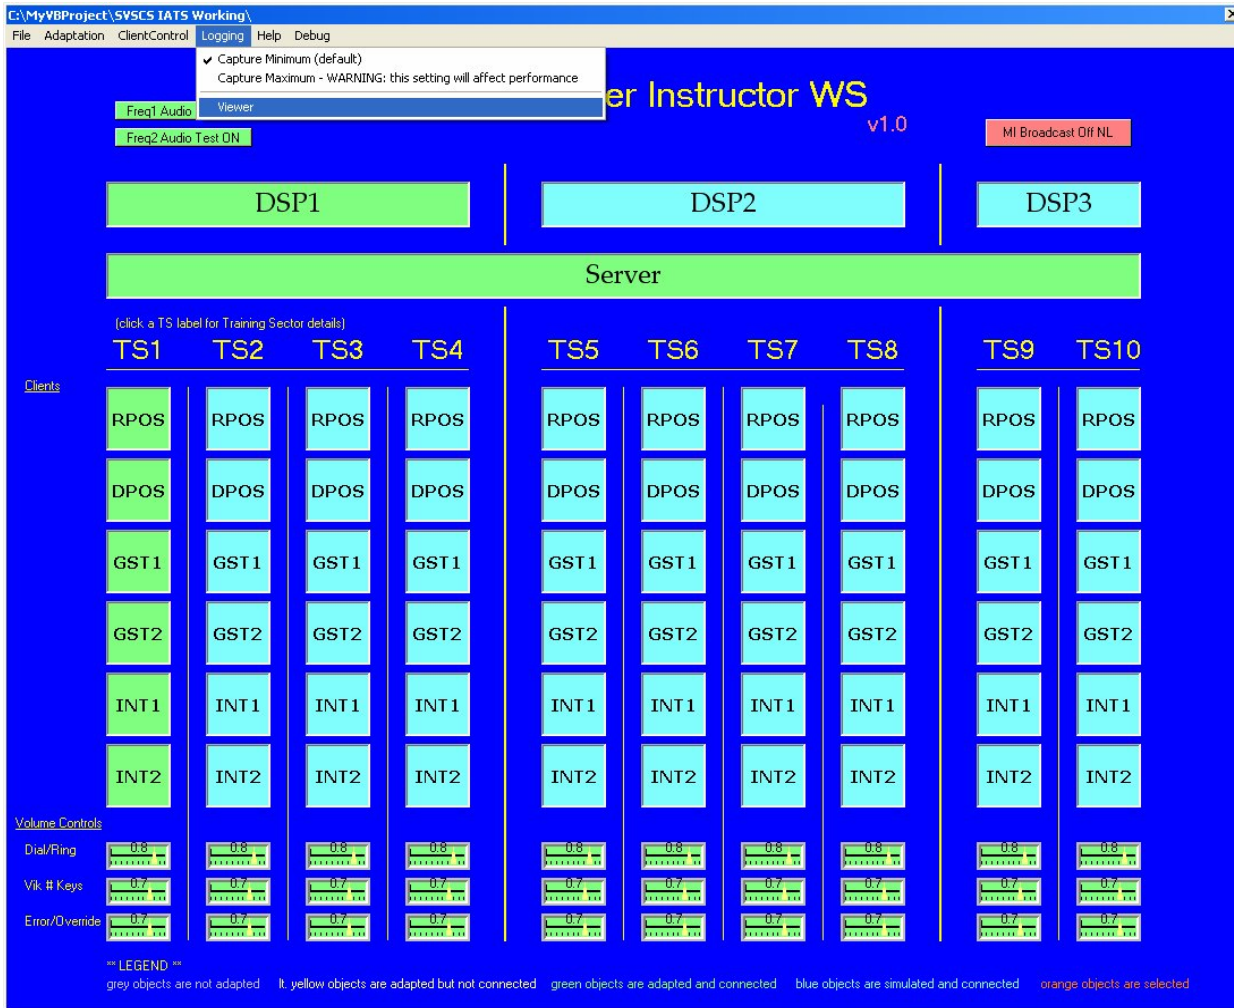 C:\MyVBProject\SVSCS IATS Working\
File Adaptation ClientControl Logging Help Debug
Capture Minimum (default)
Capture Maximum - WARNING: this setting will affect performance
Viewer
er Instructor WS
v1.0
Freq1 Audio
Freq2 Audio Test ON
MI Broadcast Off NL
DSP1 DSP2 DSP3
Server
(click a TS label for Training Sector details)
TS1 TS2 TS3 TS4 TS5 TS6 TS7 TS8 TS9 TS10
Clients
RPOS RPOS RPOS RPOS RPOS RPOS RPOS RPOS RPOS RPOS
DPOS DPOS DPOS DPOS DPOS DPOS DPOS DPOS DPOS DPOS
GST1 GST1 GST1 GST1 GST1 GST1 GST1 GST1 GST1 GST1
GST2 GST2 GST2 GST2 GST2 GST2 GST2 GST2 GST2 GST2
INT1 INT1 INT1 INT1 INT1 INT1 INT1 INT1 INT1 INT1
INT2 INT2 INT2 INT2 INT2 INT2 INT2 INT2 INT2 INT2
Volume Controls
Dial/Ring 0.8 0.8 0.8 0.8 0.8 0.8 0.8 0.8 0.8 0.8
Vik # Keys 0.7 0.7 0.7 0.7 0.7 0.7 0.7 0.7 0.7 0.7
Error/Override 0.7 0.7 0.7 0.7 0.7 0.7 0.7 0.7 0.7 0.7
** LEGEND **
grey objects are not adapted lt. yellow objects are adapted but not connected green objects are adapted and connected blue objects are simulated and connected orange objects are selected